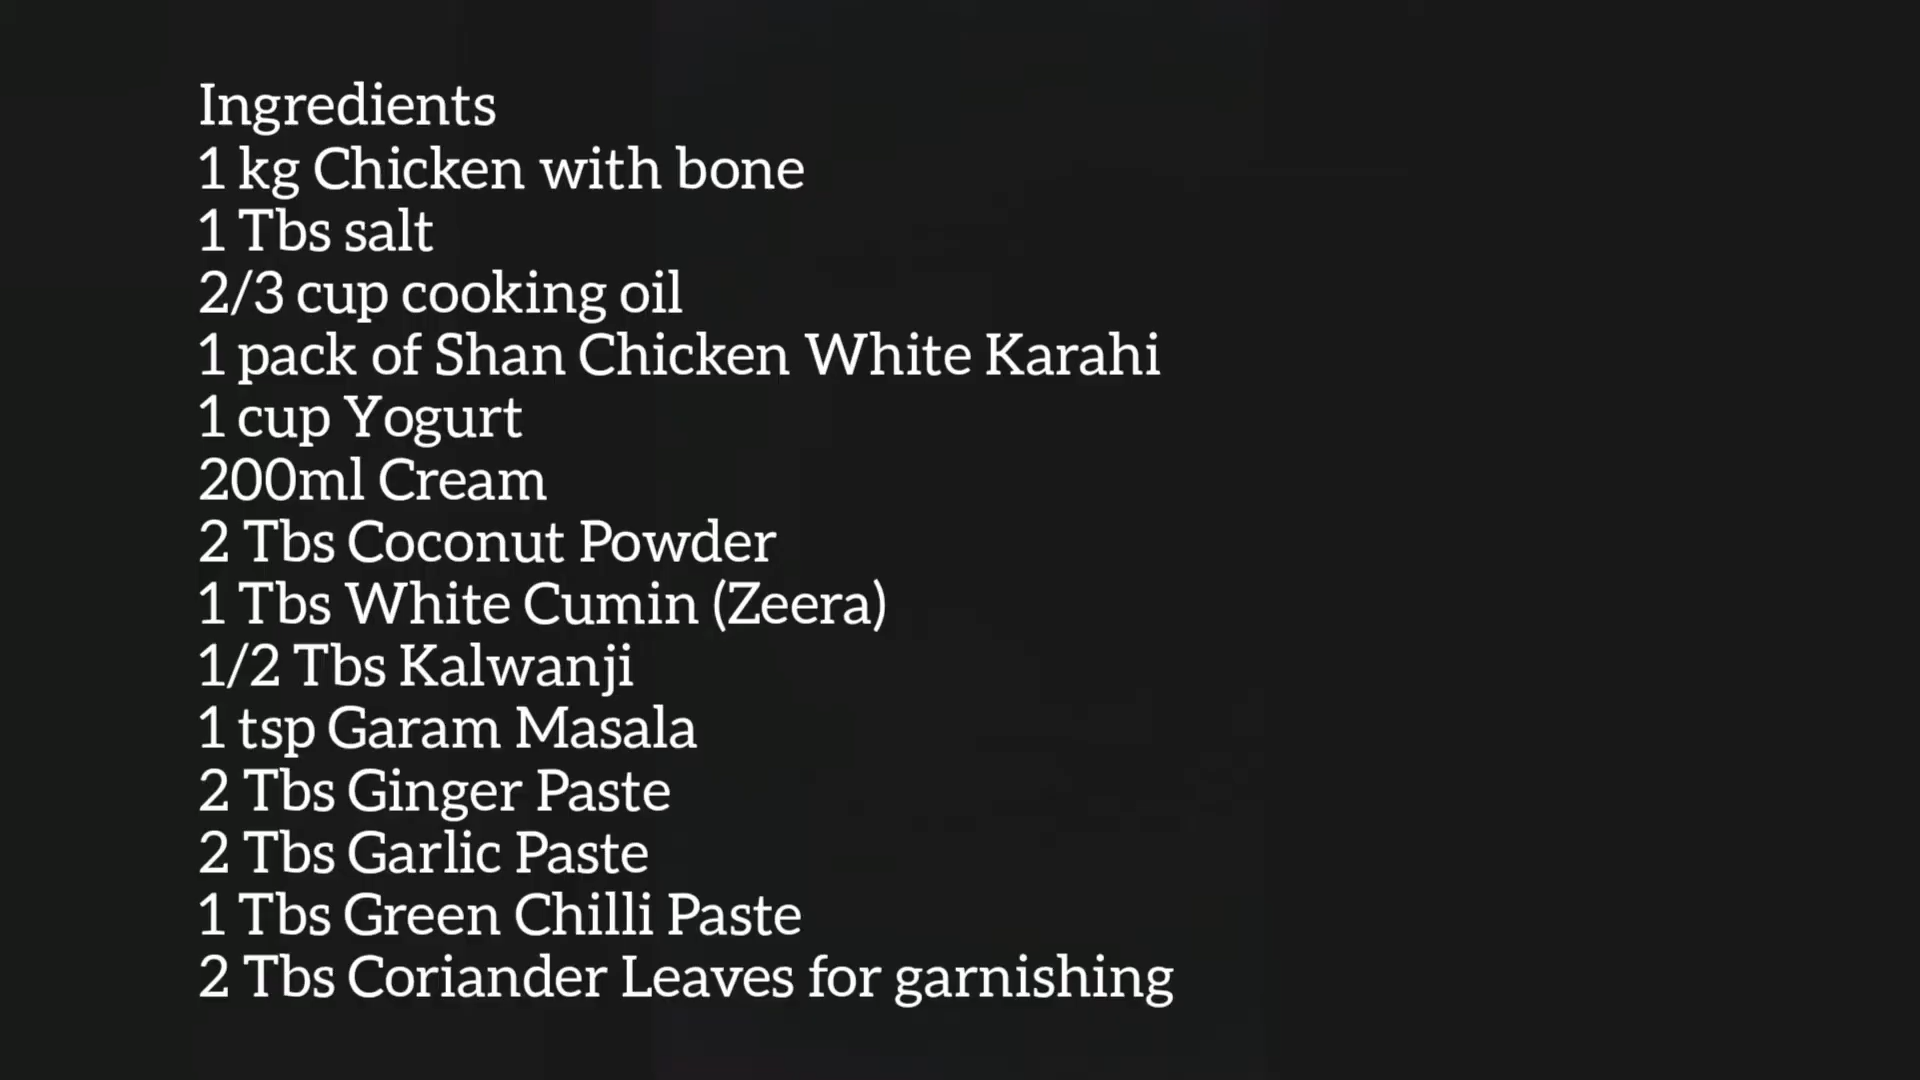 Ingredients
1 kg Chicken with bone
1 Tbs salt
2/3 cup cooking oil
1 pack of Shan Chicken White Karahi
1 cup Yogurt
200ml Cream
2 Tbs Coconut Powder
1 Tbs White Cumin (Zeera)
1/2 Tbs Kalwanji
1 tsp Garam Masala
2 Tbs Ginger Paste
2 Tbs Garlic Paste
1 Tbs Green Chilli Paste
2 Tbs Coriander Leaves for garnishing